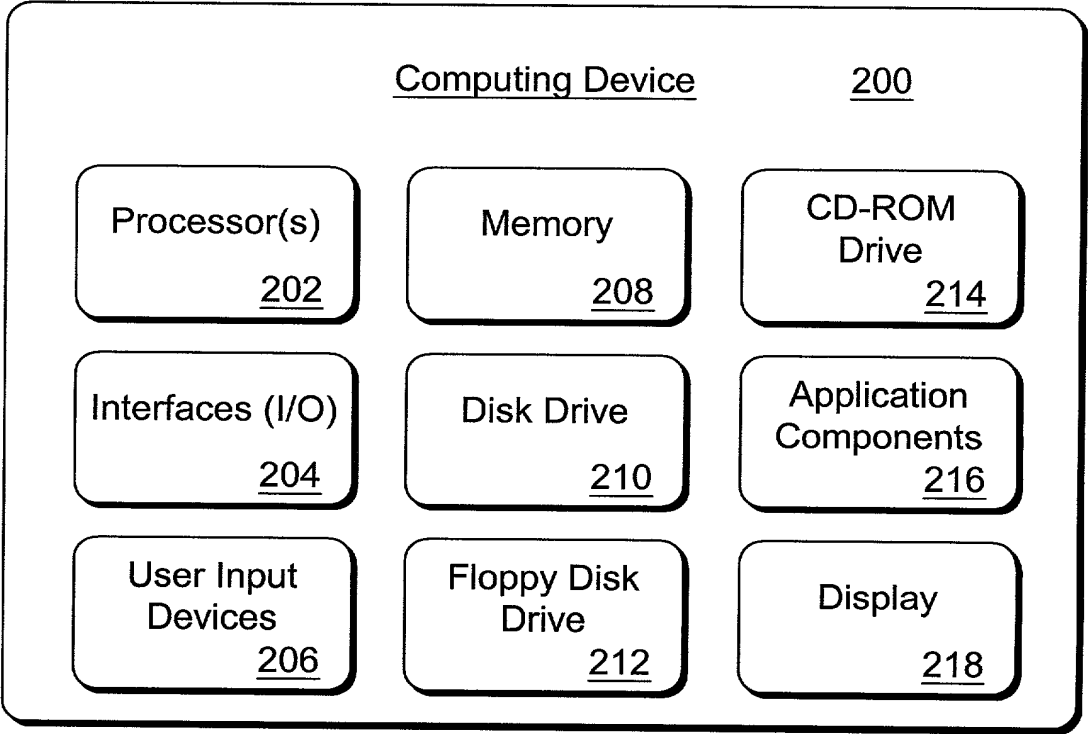 Computing Device 200
Processor(s)
202
Memory
208
CD-ROM
Drive
214
Interfaces (I/O)
204
Disk Drive
210
Application
Components
216
User Input
Devices
206
Floppy Disk
Drive
212
Display
218